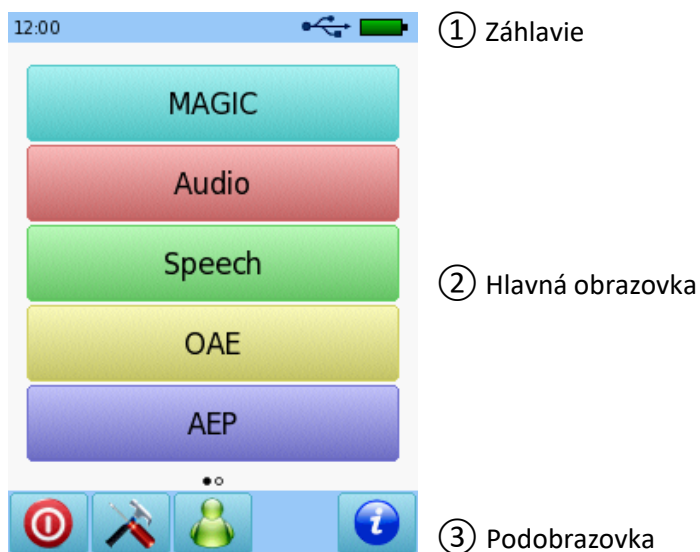 12:00
① Záhlavie
MAGIC
Audio
Speech
② Hlavná obrazovka
OAE
AEP
③ Podobrazovka